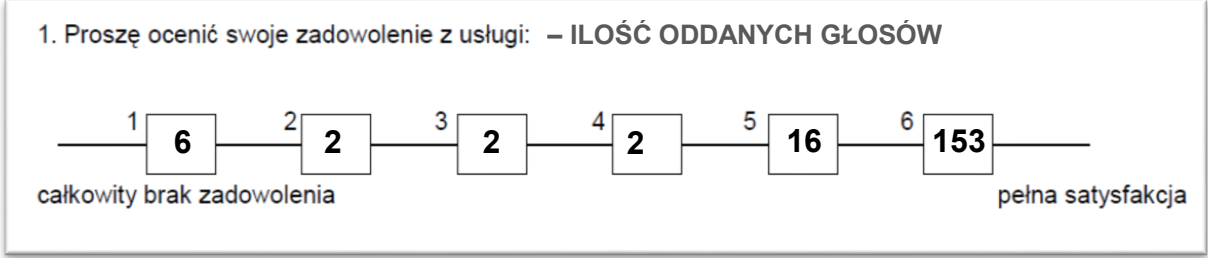 1. Proszę ocenić swoje zadowolenie z usługi: – ILOŚĆ ODDANYCH GŁOSÓW
1 6 2 2 3 2 4 2 5 16 6 153
całkowity brak zadowolenia pełna satysfakcja